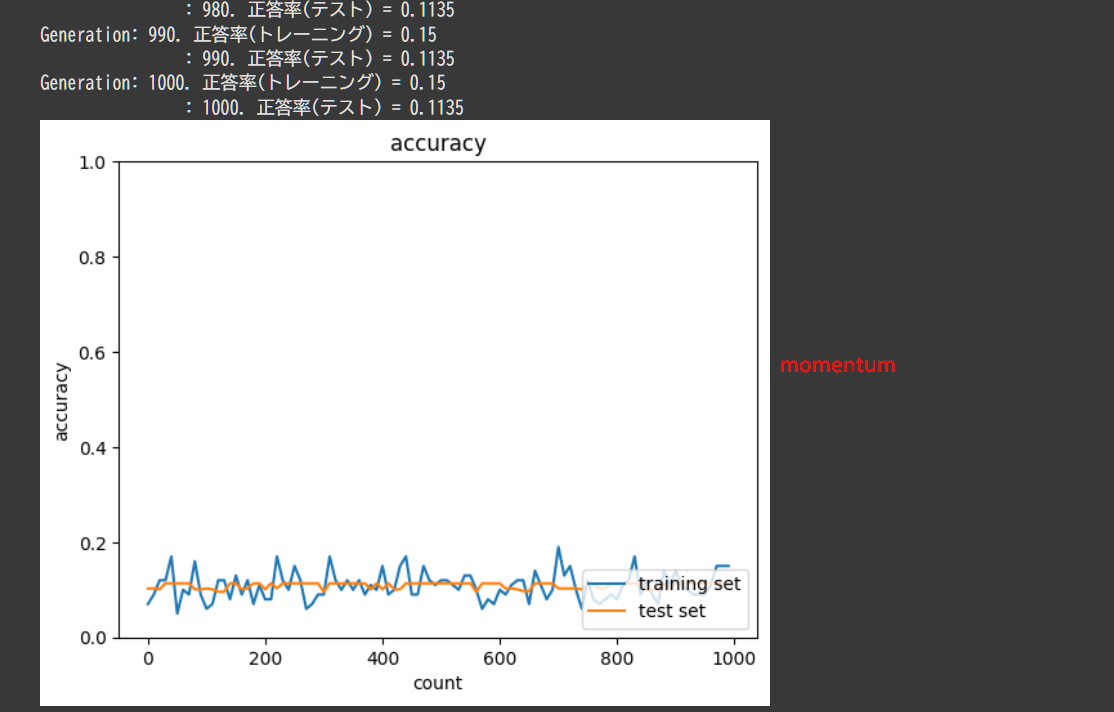 : 980. 正答率(テスト) = 0.1135
Generation: 990. 正答率(トレーニング) = 0.15
: 990. 正答率(テスト) = 0.1135
Generation: 1000. 正答率(トレーニング) = 0.15
: 1000. 正答率(テスト) = 0.1135
accuracy
1.0
0.8
0.6
0.4
0.2
0.0
accuracy
training set
test set
0 200 400 600 800 1000
count
momentum